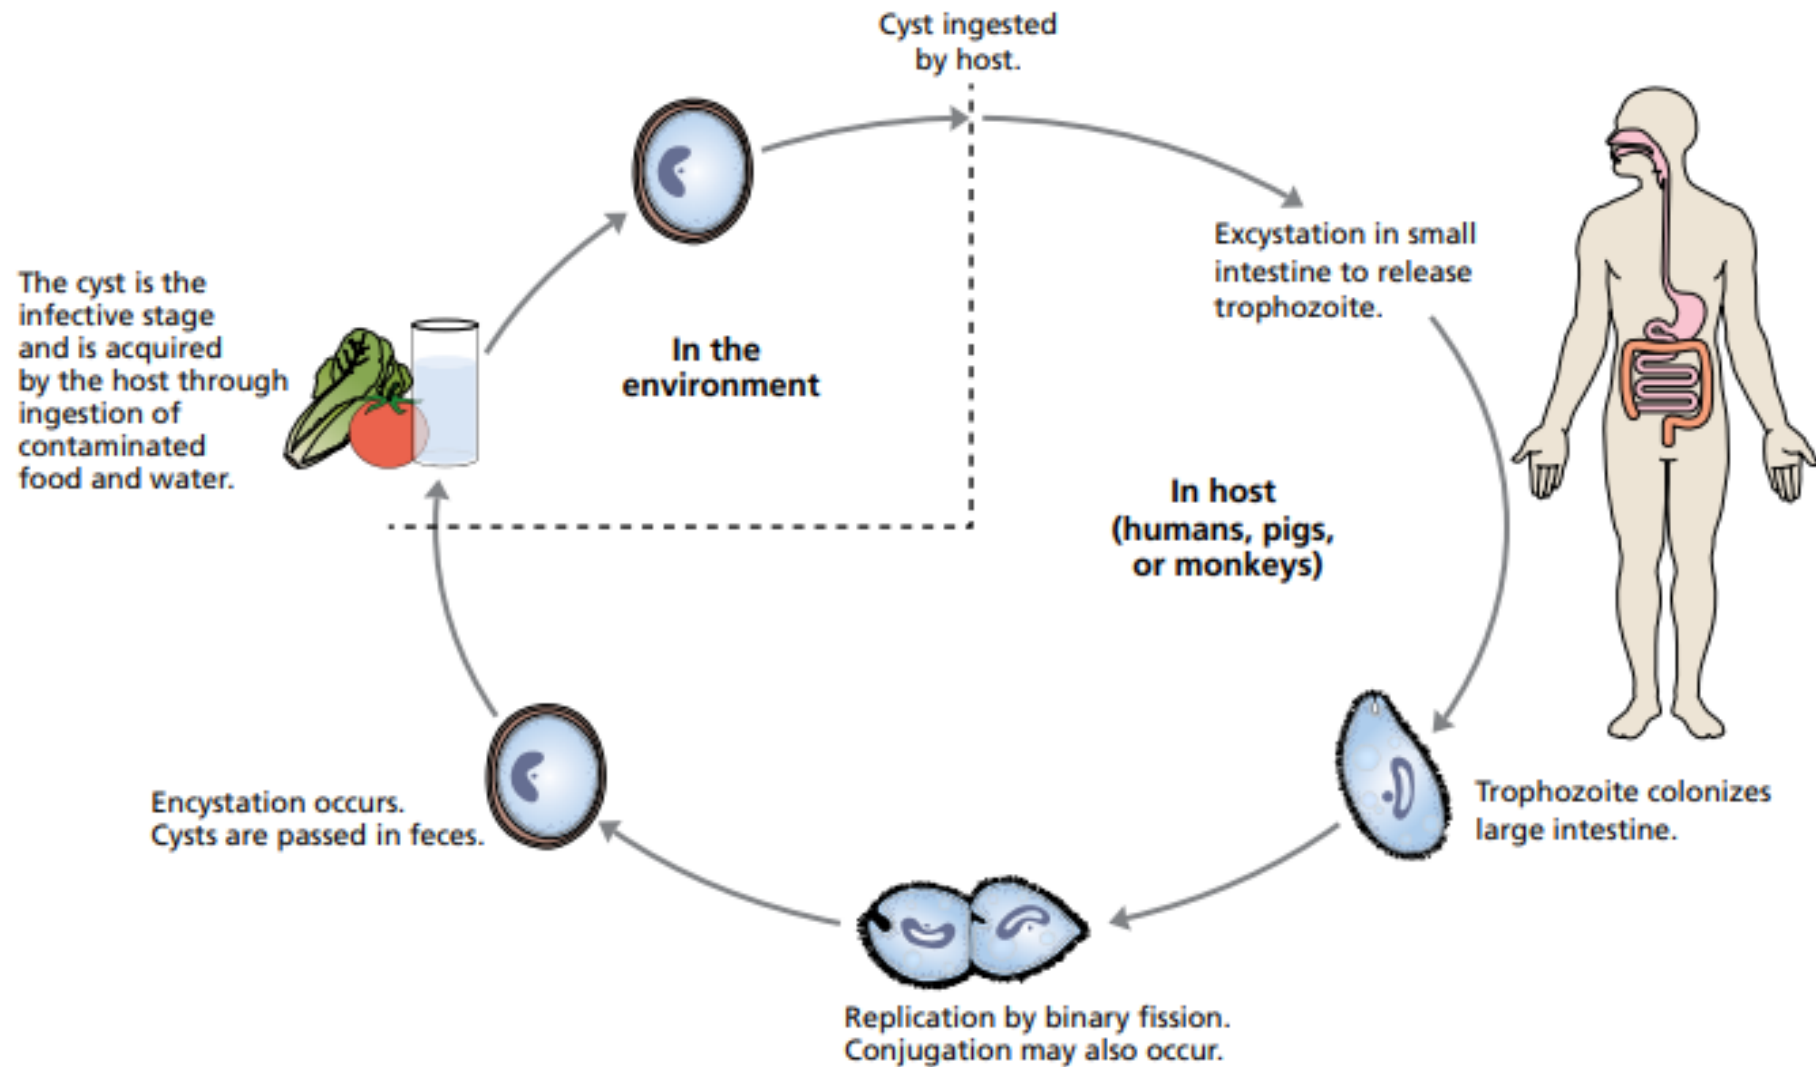 Cyst ingested
by host.
Excystation in small
intestine to release
trophozoite.
The cyst is the
infective stage
and is acquired
by the host through
ingestion of
contaminated
food and water.
In the
environment
In host
(humans, pigs,
or monkeys)
Trophozoite colonizes
large intestine.
Encystation occurs.
Cysts are passed in feces.
Replication by binary fission.
Conjugation may also occur.